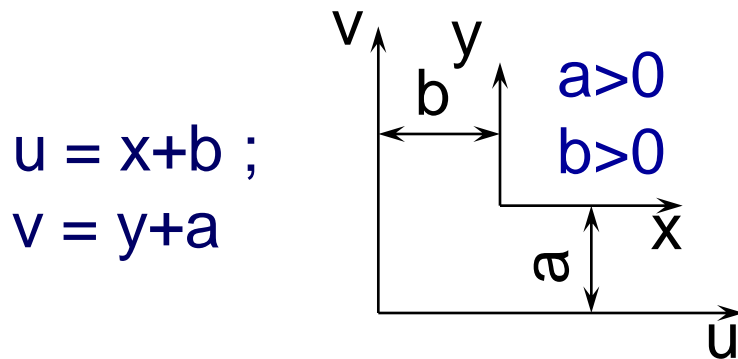 u = x+b ;
v = y+a
v
y
b
a>0
b>0
x
a
u